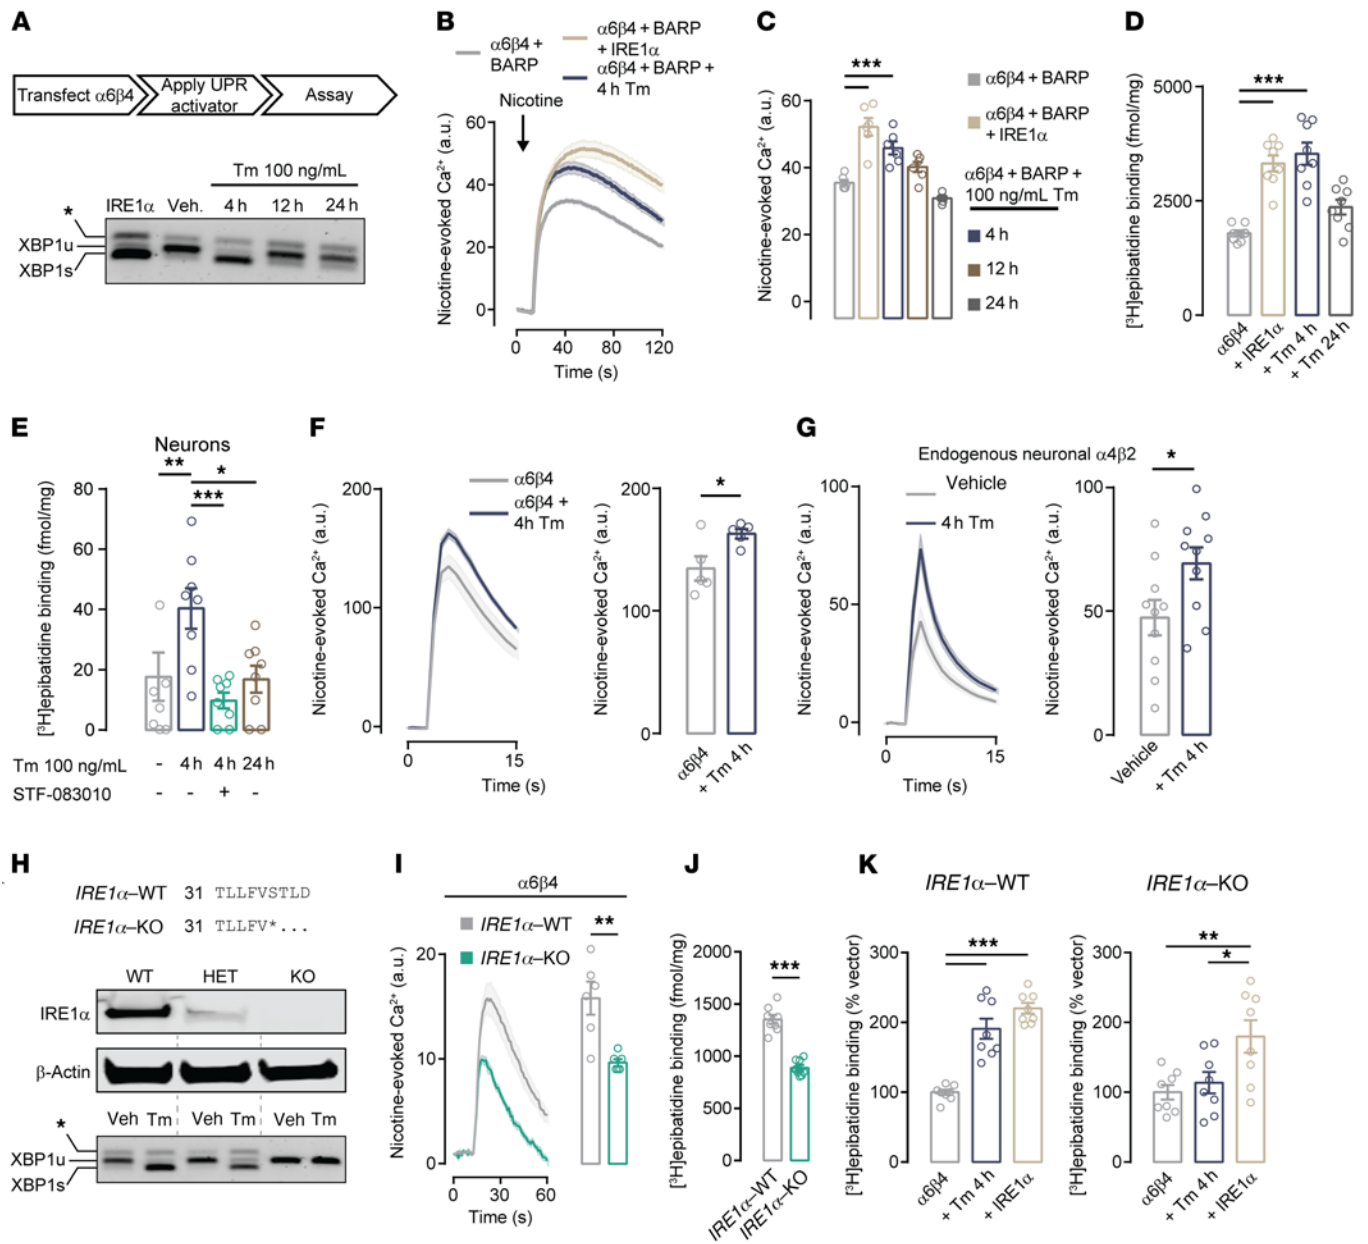 A
Transfect α6β4
Apply UPR
activator
Assay
Tm 100 ng/mL
IRE1α Veh. 4 h 12 h 24 h
*
XBP1u
XBP1s
B
α6β4 +
BARP
α6β4 + BARP
+ IRE1α
α6β4 + BARP +
4h Tm
Nicotine
Nicotine-evoked Ca²⁺ (a.u.)
60
40
20
0
0 40 80 120
Time (s)
C
***
Nicotine-evoked Ca²⁺ (a.u.)
60
40
20
0
α6β4 + BARP
α6β4 + BARP
+ IRE1α
α6β4 + BARP +
100 ng/mL Tm
4 h
12 h
24 h
D
***
[³H]epibatidine binding (fmol/mg)
5000
2500
0
α6β4
+ IRE1α
+ Tm 4 h
+ Tm 24 h
E
Neurons
** *
***
[³H]epibatidine binding (fmol/mg)
80
60
40
20
0
Tm 100 ng/mL - 4 h 4 h 24 h
STF-083010 - - + -
F
α6β4
α6β4 +
4h Tm
Nicotine-evoked Ca²⁺ (a.u.)
200
100
0
0 15
Time (s)
*
Nicotine-evoked Ca²⁺ (a.u.)
200
100
0
α6β4
+ Tm 4 h
G
Endogenous neuronal α4β2
Vehicle
4h Tm
Nicotine-evoked Ca²⁺ (a.u.)
100
50
0
0 15
Time (s)
*
Nicotine-evoked Ca²⁺ (a.u.)
100
50
0
Vehicle
+ Tm 4 h
H
IRE1α–WT 31 TLLFVSTLD
IRE1α–KO 31 TLLFV*...
WT HET KO
IRE1α
β-Actin
Veh Tm Veh Tm Veh Tm
*
XBP1u
XBP1s
I
α6β4
IRE1α–WT
IRE1α–KO
**
Nicotine-evoked Ca²⁺ (a.u.)
20
10
0
0 30 60
Time (s)
J
***
[³H]epibatidine binding (fmol/mg)
2000
1500
1000
500
0
IRE1α–WT
IRE1α–KO
K
IRE1α–WT
***
[³H]epibatidine binding (% vector)
300
200
100
0
α6β4
+ Tm 4 h
+ IRE1α
IRE1α–KO
**
*
[³H]epibatidine binding (% vector)
300
200
100
0
α6β4
+ Tm 4 h
+ IRE1α